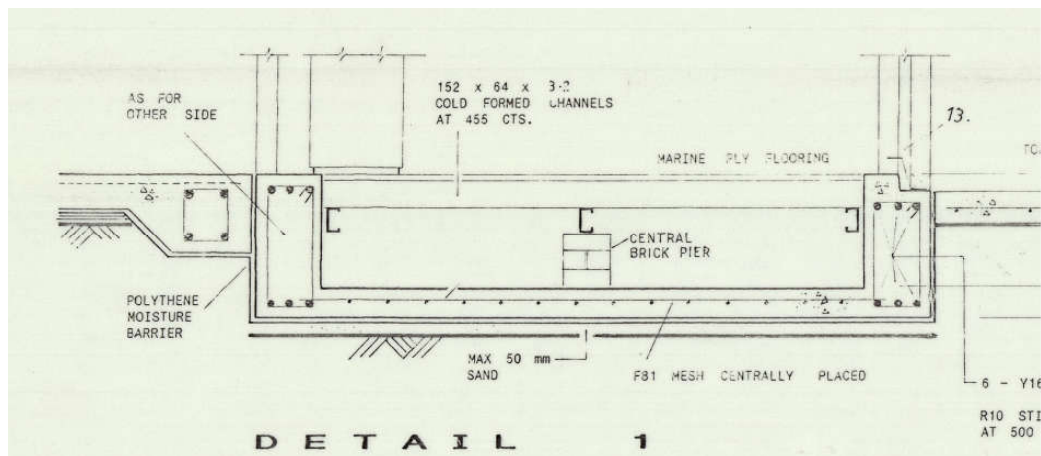 152 x 64 x 3·2
COLD FORMED CHANNELS
AT 455 CTS.
AS FOR
OTHER SIDE
13.
MARINE PLY FLOORING
CENTRAL
BRICK PIER
POLYTHENE
MOISTURE
BARRIER
MAX 50 mm
SAND
F81 MESH CENTRALLY PLACED
6 - Y16
R10 STI
AT 500
DETAIL 1